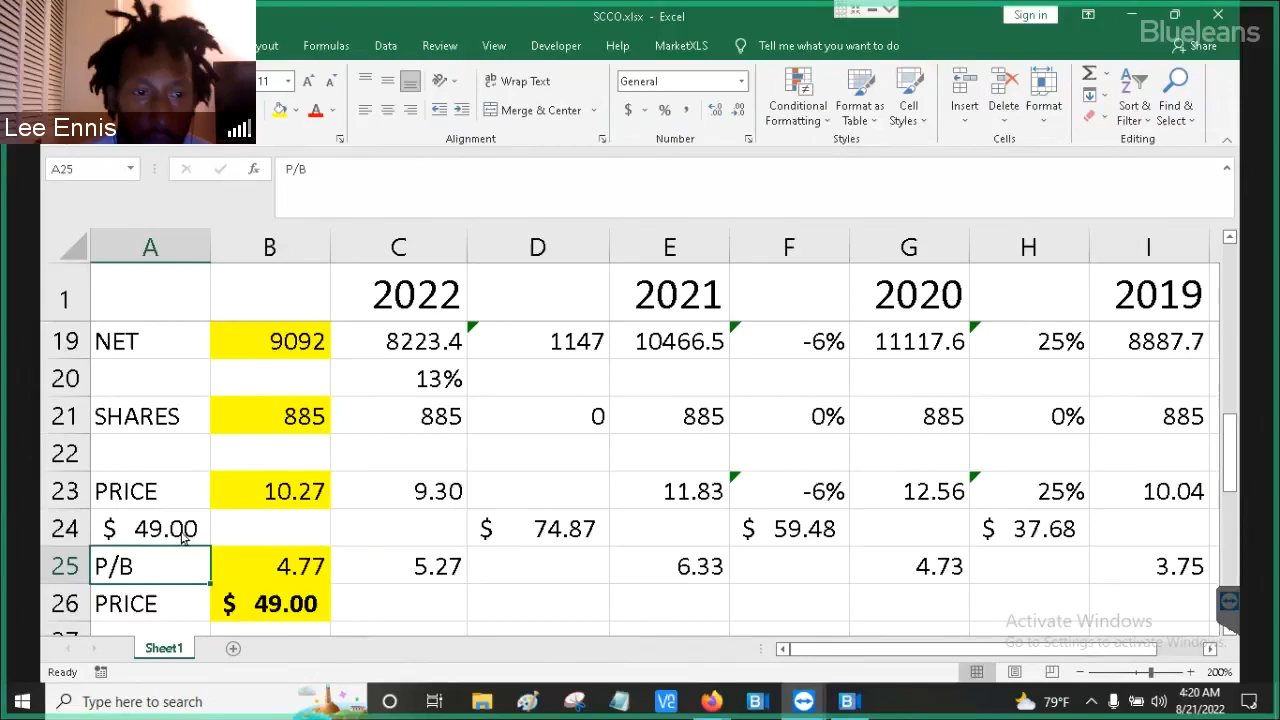 SCCO.xlsx - Excel
Sign in
BlueJeans
Share
Lee Ennis
Formulas Data Review View Developer Help MarketXLS Tell me what you want to do
11 Wrap Text General
Merge & Center $ % Conditional Formatting Format as Table Cell Styles Insert Delete Format Sort & Filter Find & Select
Alignment Number Styles Cells Editing
A25 fx P/B
A B C D E F G H I
1 2022 2021 2020 2019
19 NET 9092 8223.4 1147 10466.5 -6% 11117.6 25% 8887.7
20 13%
21 SHARES 885 885 0 885 0% 885 0% 885
22
23 PRICE 10.27 9.30 11.83 -6% 12.56 25% 10.04
24 $ 49.00 $ 74.87 $ 59.48 $ 37.68
25 P/B 4.77 5.27 6.33 4.73 3.75
26 PRICE $ 49.00
Activate Windows
Go to Settings to activate Windows.
Sheet1
Ready 200%
Type here to search 79°F 4:20 AM
8/21/2022